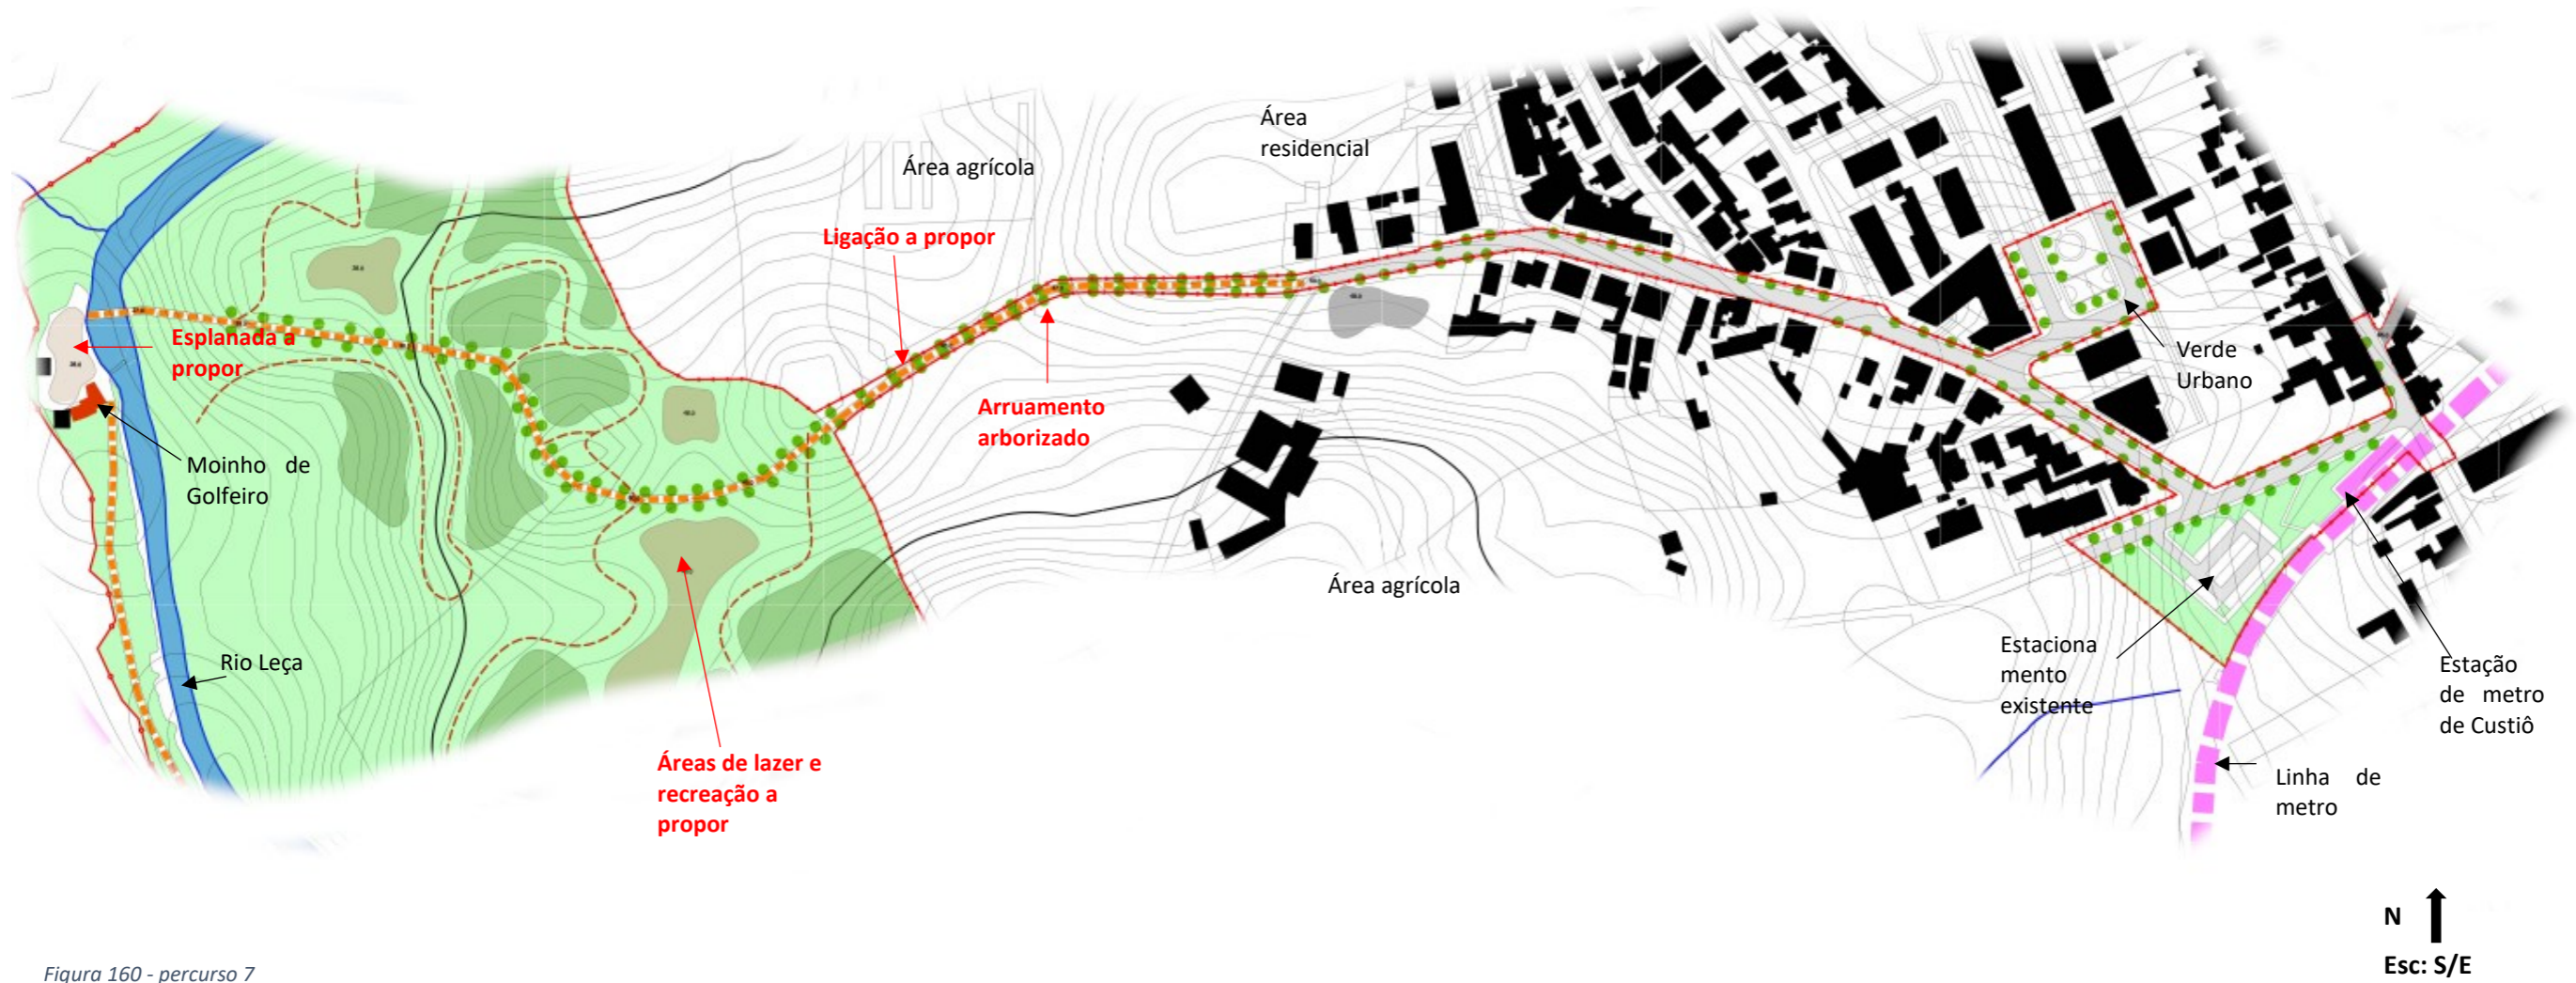 Área
residencial
Área agrícola
Ligação a propor
Esplanada a
propor
Verde
Urbano
Arruamento
arborizado
Moinho de
Golfeiro
Área agrícola
Rio Leça
Estaciona
mento
existente
Estação
de metro
de Custiô
Áreas de lazer e
recreação a
propor
Linha de
metro
N
Esc: S/E
Figura 160 - percurso 7